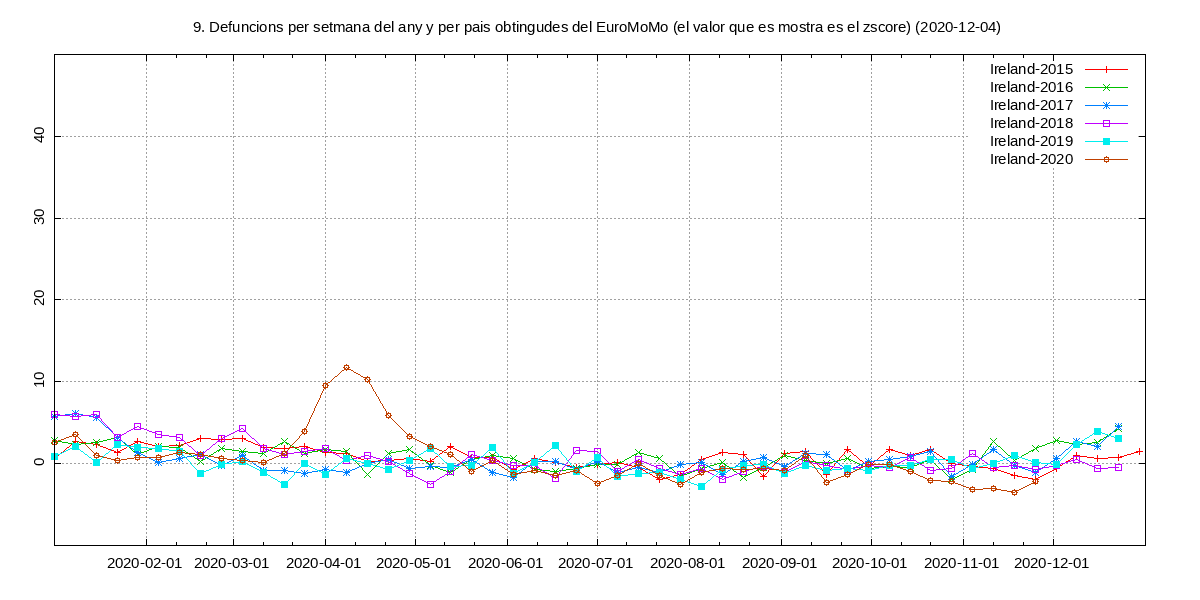 9. Defuncions per setmana del any y per pais obtingudes del EuroMoMo (el valor que es mostra es el zscore) (2020-12-04)
Ireland-2015
Ireland-2016
Ireland-2017
Ireland-2018
Ireland-2019
Ireland-2020
40
30
20
10
0
2020-02-01 2020-03-01 2020-04-01 2020-05-01 2020-06-01 2020-07-01 2020-08-01 2020-09-01 2020-10-01 2020-11-01 2020-12-01